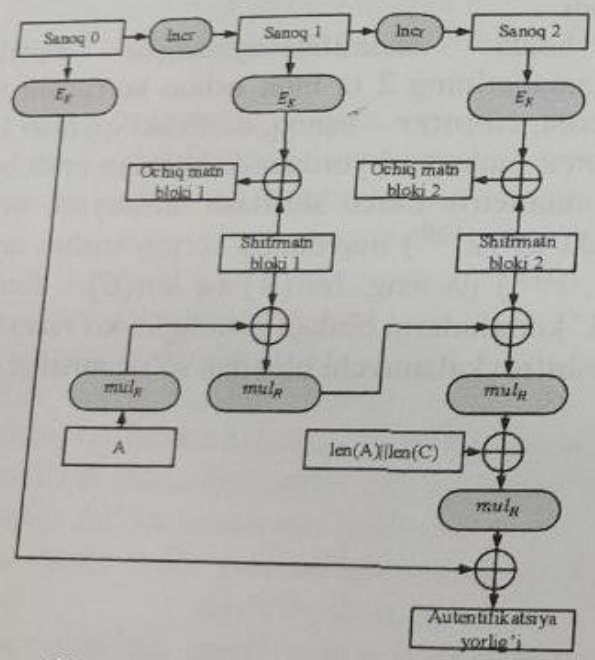 Sanoq 0
Incr
Sanoq 1
Incr
Sanoq 2
E_K
E_K
E_K
Ochiq matn
bloki 1
Ochiq matn
bloki 2
Shifrmatn
bloki 1
Shifrmatn
bloki 2
mul_H
mul_H
mul_H
A
len(A)||len(C)
mul_H
Autentifikatsiya
yorlig'i